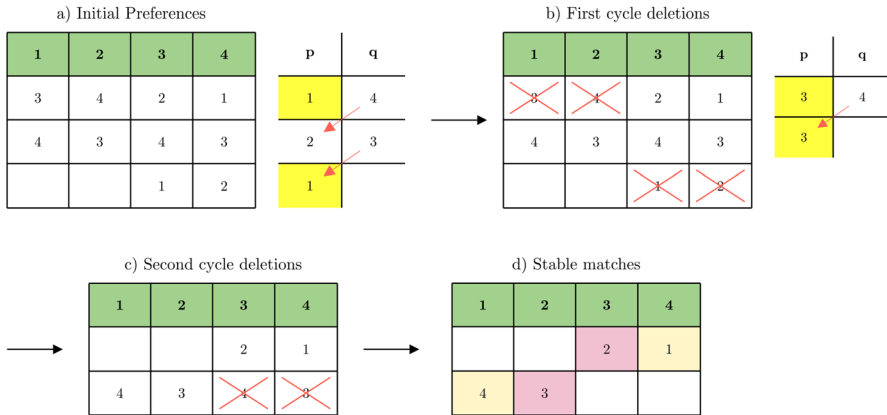 a) Initial Preferences
1 2 3 4
3 4 2 1
4 3 4 3
1 2
p q
1 4
2 3
1
b) First cycle deletions
1 2 3 4
3 4 2 1
4 3 4 3
1 2
p q
3 4
3
c) Second cycle deletions
1 2 3 4
2 1
4 3 4 3
d) Stable matches
1 2 3 4
2 1
4 3